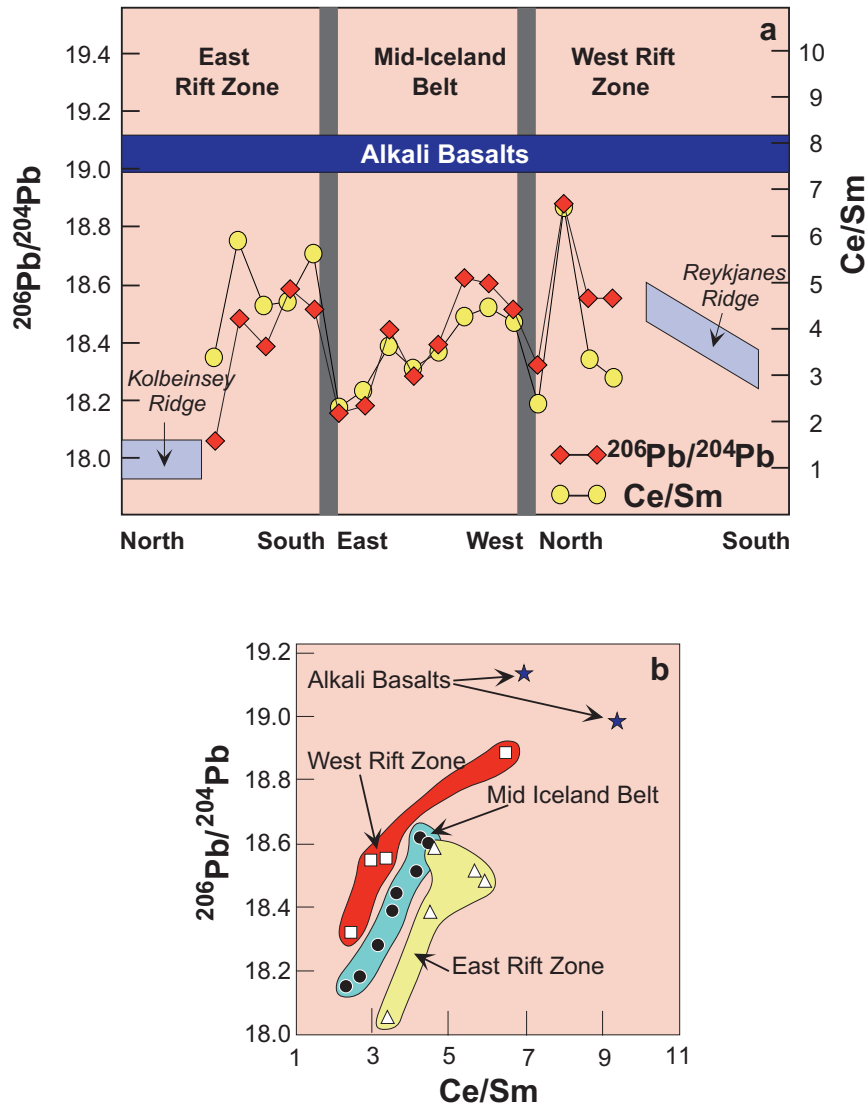 a
East
Rift Zone
Mid-Iceland
Belt
West Rift
Zone
19.4
19.2
19.0
18.8
18.6
18.4
18.2
18.0
206Pb/204Pb
10
9
8
7
6
5
4
3
2
1
Ce/Sm
Alkali Basalts
Kolbeinsey
Ridge
Reykjanes
Ridge
206Pb/204Pb
Ce/Sm
North
South
East
West
North
South
b
19.2
19.0
18.8
18.6
18.4
18.2
18.0
206Pb/204Pb
Alkali Basalts
West Rift Zone
Mid Iceland Belt
East Rift Zone
1
3
5
7
9
11
Ce/Sm